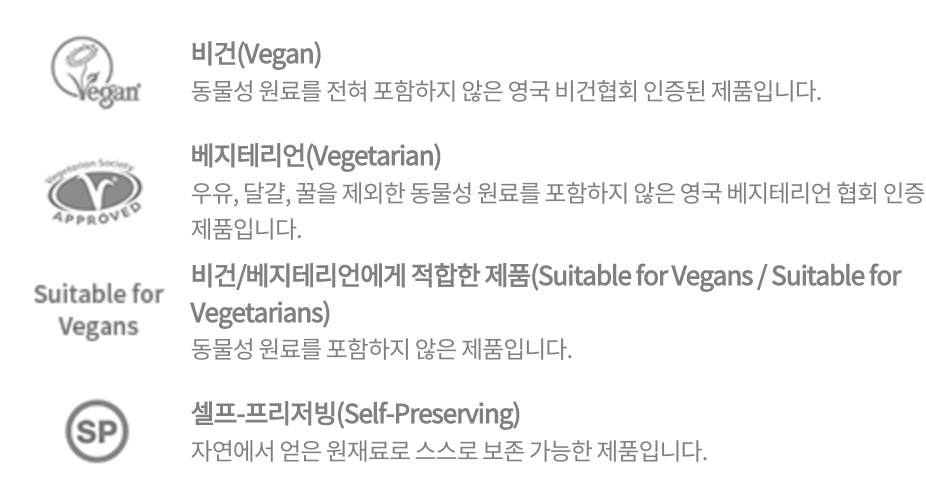 Vegan
비건(Vegan)
동물성 원료를 전혀 포함하지 않은 영국 비건협회 인증된 제품입니다.
Vegetarian Society
APPROVED
베지테리언(Vegetarian)
우유, 달걀, 꿀을 제외한 동물성 원료를 포함하지 않은 영국 베지테리언 협회 인증
제품입니다.
Suitable for
Vegans
비건/베지테리언에게 적합한 제품(Suitable for Vegans / Suitable for
Vegetarians)
동물성 원료를 포함하지 않은 제품입니다.
SP
셀프-프리저빙(Self-Preserving)
자연에서 얻은 원재료로 스스로 보존 가능한 제품입니다.